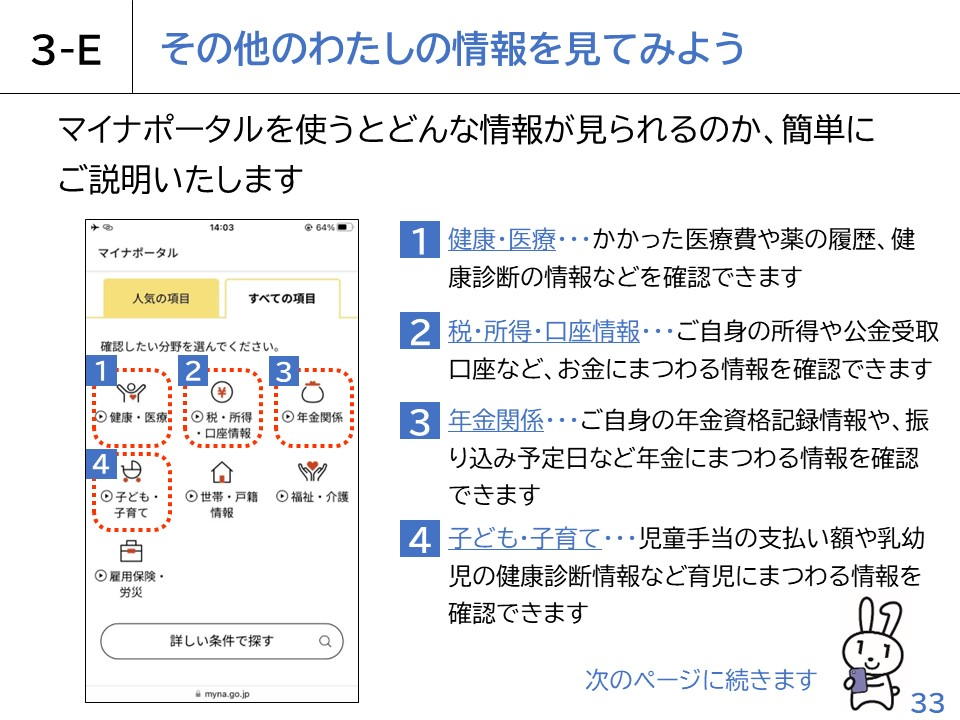 3-E
その他のわたしの情報を見てみよう
マイナポータルを使うとどんな情報が見られるのか、簡単に
ご説明いたします
14:03
64%
マイナポータル
人気の項目
すべての項目
確認したい分野を選んでください。
1
2
3
健康・医療
税・所得
・口座情報
年金関係
4
子ども・
子育て
世帯・戸籍
情報
福祉・介護
雇用保険・
労災
詳しい条件で探す
myna.go.jp
1 健康・医療・・・かかった医療費や薬の履歴、健
康診断の情報などを確認できます
2 税・所得・口座情報・・・ご自身の所得や公金受取
口座など、お金にまつわる情報を確認できます
3 年金関係・・・ご自身の年金資格記録情報や、振
り込み予定日など年金にまつわる情報を確認
できます
4 子ども・子育て・・・児童手当の支払い額や乳幼
児の健康診断情報など育児にまつわる情報を
確認できます
次のページに続きます
33